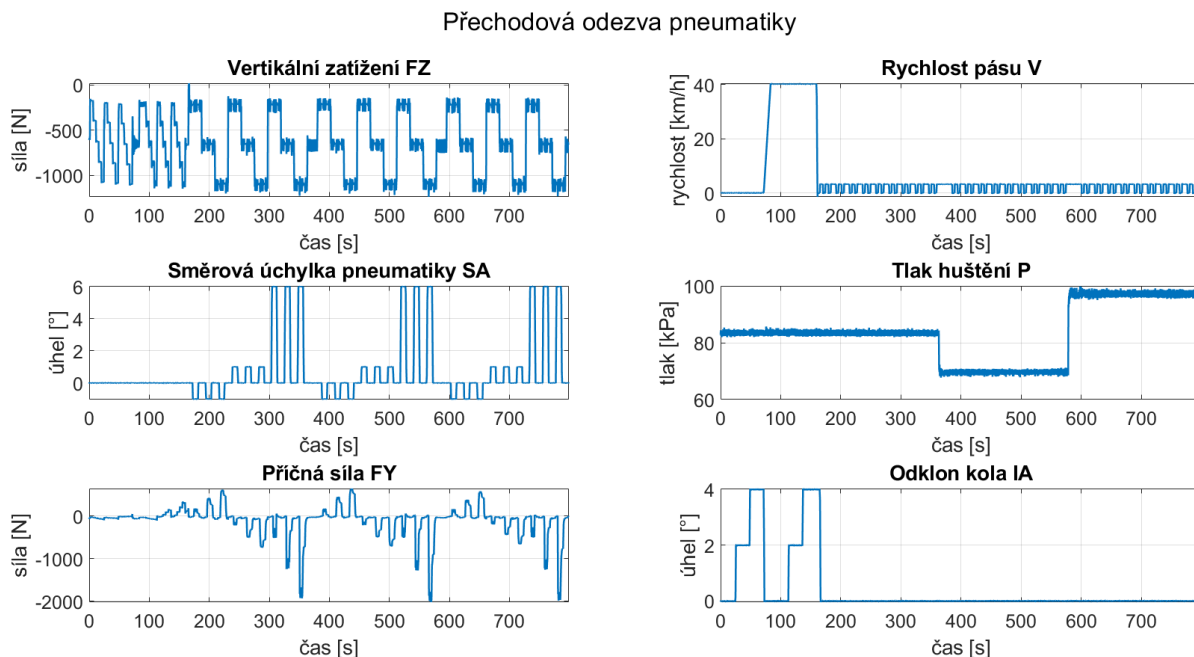 Přechodová odezva pneumatiky
Vertikální zatížení FZ
síla [N]
0
-500
-1000
0 100 200 300 400 500 600 700
čas [s]
Rychlost pásu V
rychlost [km/h]
40
20
0
0 100 200 300 400 500 600 700
čas [s]
Směrová úchylka pneumatiky SA
úhel [°]
6
4
2
0
0 100 200 300 400 500 600 700
čas [s]
Tlak huštění P
tlak [kPa]
100
80
60
0 100 200 300 400 500 600 700
čas [s]
Příčná síla FY
síla [N]
0
-1000
-2000
0 100 200 300 400 500 600 700
čas [s]
Odklon kola IA
úhel [°]
4
2
0
0 100 200 300 400 500 600 700
čas [s]